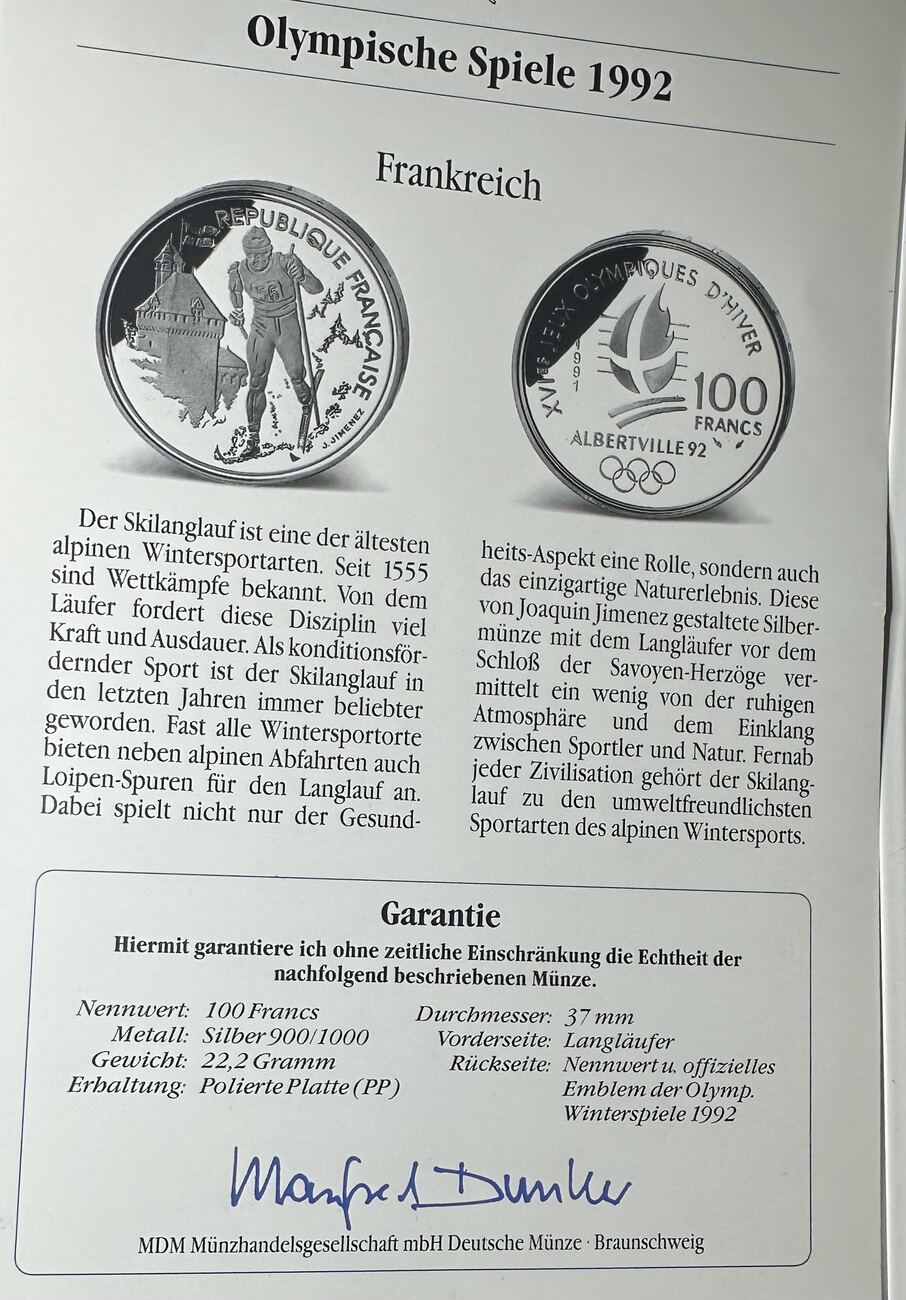 Olympische Spiele 1992
Frankreich
REPUBLIQUE FRANÇAISE
156
J. JIMENEZ
XVIes JEUX OLYMPIQUES D'HIVER
1991
100
FRANCS
ALBERTVILLE 92
Der Skilanglauf ist eine der ältesten
alpinen Wintersportarten. Seit 1555
sind Wettkämpfe bekannt. Von dem
Läufer fordert diese Disziplin viel
Kraft und Ausdauer. Als konditionsför-
dernder Sport ist der Skilanglauf in
den letzten Jahren immer beliebter
geworden. Fast alle Wintersportorte
bieten neben alpinen Abfahrten auch
Loipen-Spuren für den Langlauf an.
Dabei spielt nicht nur der Gesund-
heits-Aspekt eine Rolle, sondern auch
das einzigartige Naturerlebnis. Diese
von Joaquin Jimenez gestaltete Silber-
münze mit dem Langläufer vor dem
Schloß der Savoyen-Herzöge ver-
mittelt ein wenig von der ruhigen
Atmosphäre und dem Einklang
zwischen Sportler und Natur. Fernab
jeder Zivilisation gehört der Skilang-
lauf zu den umweltfreundlichsten
Sportarten des alpinen Wintersports.
Garantie
Hiermit garantiere ich ohne zeitliche Einschränkung die Echtheit der
nachfolgend beschriebenen Münze.
Nennwert: 100 Francs
Metall: Silber 900/1000
Gewicht: 22,2 Gramm
Erhaltung: Polierte Platte (PP)
Durchmesser: 37 mm
Vorderseite: Langläufer
Rückseite: Nennwert u. offizielles
Emblem der Olymp.
Winterspiele 1992
Manfred Dunker
MDM Münzhandelsgesellschaft mbH Deutsche Münze · Braunschweig